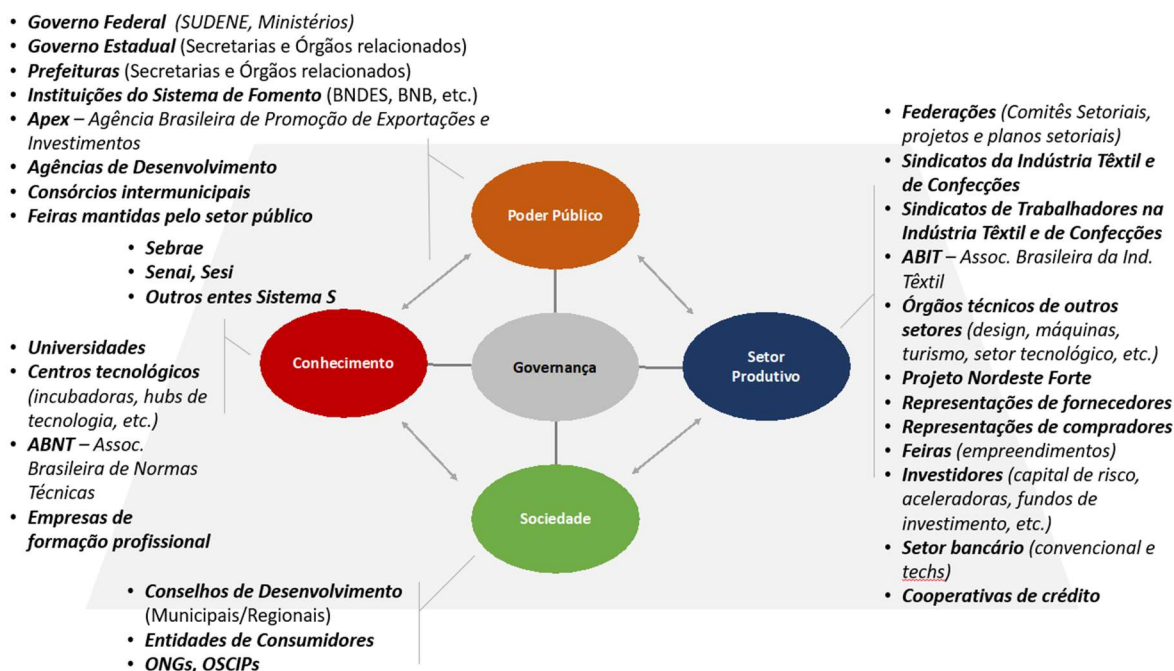 • Governo Federal (SUDENE, Ministérios)
• Governo Estadual (Secretarias e Órgãos relacionados)
• Prefeituras (Secretarias e Órgãos relacionados)
• Instituições do Sistema de Fomento (BNDES, BNB, etc.)
• Apex – Agência Brasileira de Promoção de Exportações e
Investimentos
• Agências de Desenvolvimento
• Consórcios intermunicipais
• Feiras mantidas pelo setor público
• Sebrae
• Senai, Sesi
• Outros entes Sistema S
• Universidades
• Centros tecnológicos
(incubadoras, hubs de
tecnologia, etc.)
• ABNT – Assoc.
Brasileira de Normas
Técnicas
• Empresas de
formação profissional
Poder Público
Conhecimento
Governança
Setor
Produtivo
Sociedade
• Conselhos de Desenvolvimento
(Municipais/Regionais)
• Entidades de Consumidores
• ONGs, OSCIPs
• Federações (Comitês Setoriais,
projetos e planos setoriais)
• Sindicatos da Indústria Têxtil e
de Confecções
• Sindicatos de Trabalhadores na
Indústria Têxtil e de Confecções
• ABIT – Assoc. Brasileira da Ind.
Têxtil
• Órgãos técnicos de outros
setores (design, máquinas,
turismo, setor tecnológico, etc.)
• Projeto Nordeste Forte
• Representações de fornecedores
• Representações de compradores
• Feiras (empreendimentos)
• Investidores (capital de risco,
aceleradoras, fundos de
investimento, etc.)
• Setor bancário (convencional e
techs)
• Cooperativas de crédito